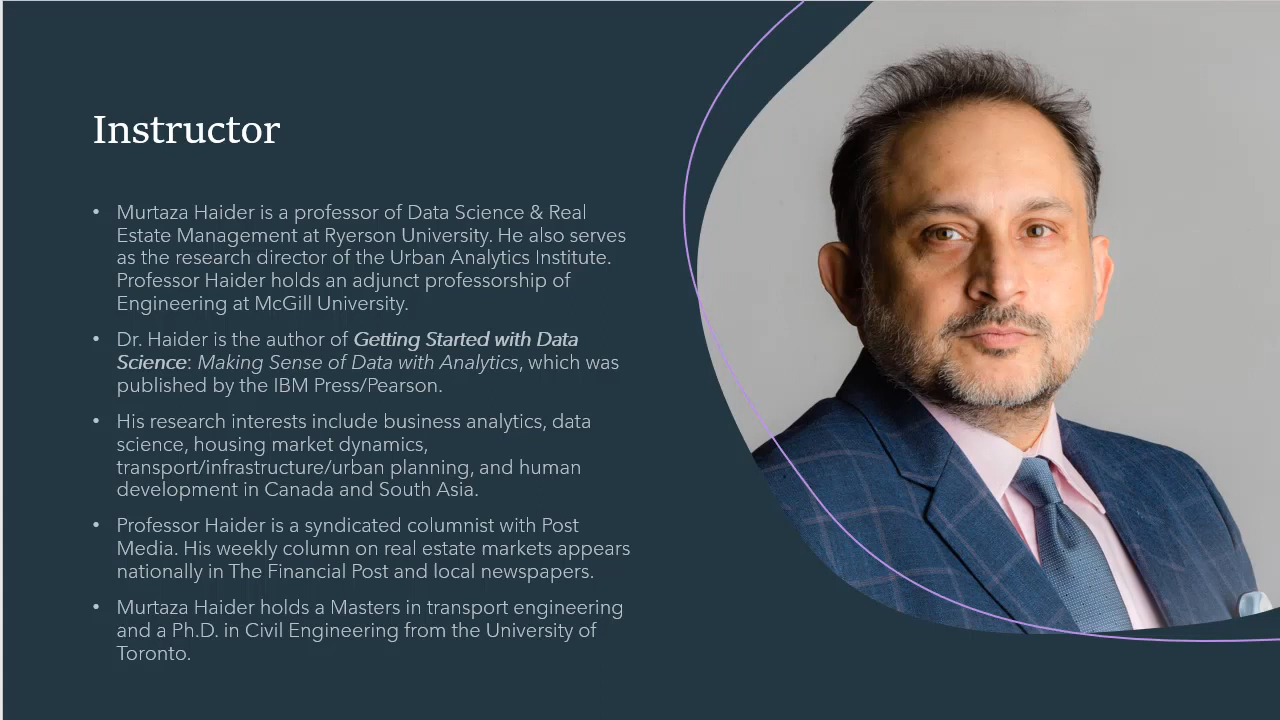 Instructor
• Murtaza Haider is a professor of Data Science & Real
Estate Management at Ryerson University. He also serves
as the research director of the Urban Analytics Institute.
Professor Haider holds an adjunct professorship of
Engineering at McGill University.
• Dr. Haider is the author of Getting Started with Data
Science: Making Sense of Data with Analytics, which was
published by the IBM Press/Pearson.
• His research interests include business analytics, data
science, housing market dynamics,
transport/infrastructure/urban planning, and human
development in Canada and South Asia.
• Professor Haider is a syndicated columnist with Post
Media. His weekly column on real estate markets appears
nationally in The Financial Post and local newspapers.
• Murtaza Haider holds a Masters in transport engineering
and a Ph.D. in Civil Engineering from the University of
Toronto.